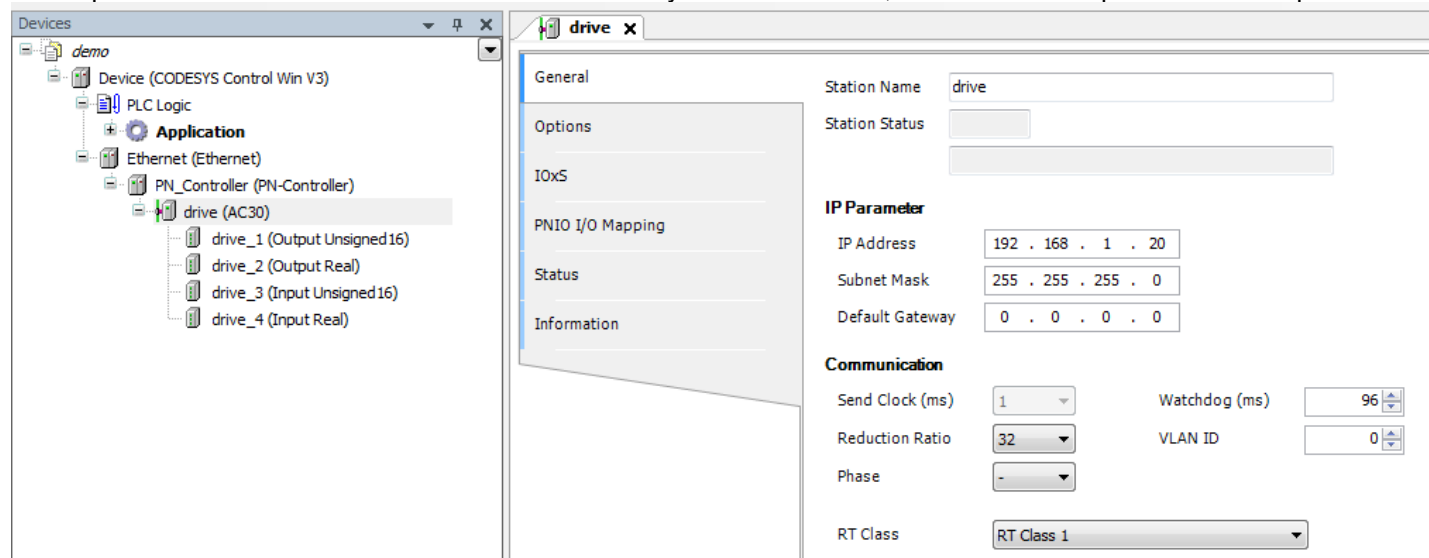 Devices
demo
Device (CODESYS Control Win V3)
PLC Logic
Application
Ethernet (Ethernet)
PN_Controller (PN-Controller)
drive (AC30)
drive_1 (Output Unsigned16)
drive_2 (Output Real)
drive_3 (Input Unsigned16)
drive_4 (Input Real)
drive
General
Options
IOxS
PNIO I/O Mapping
Status
Information
Station Name drive
Station Status
IP Parameter
IP Address 192 . 168 . 1 . 20
Subnet Mask 255 . 255 . 255 . 0
Default Gateway 0 . 0 . 0 . 0
Communication
Send Clock (ms) 1 Watchdog (ms) 96
Reduction Ratio 32 VLAN ID 0
Phase -
RT Class RT Class 1